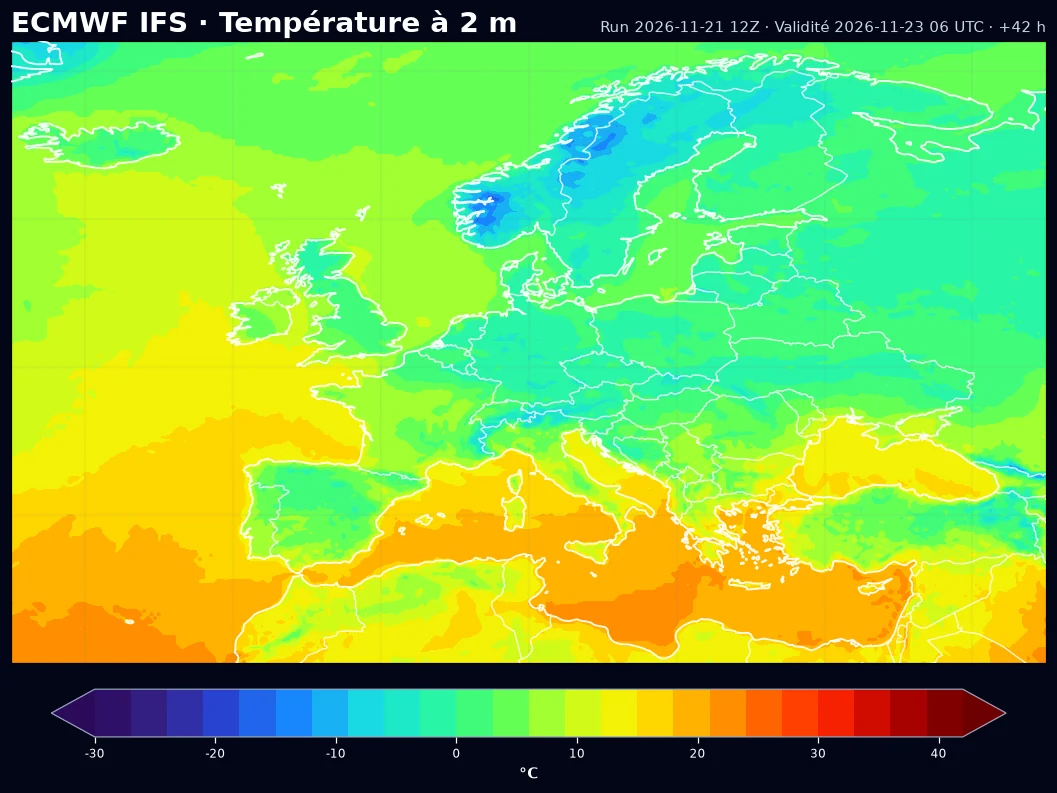 ECMWF IFS · Température à 2 m
Run 2026-11-21 12Z · Validité 2026-11-23 06 UTC · +42 h
-30 -20 -10 0 10 20 30 40
°C